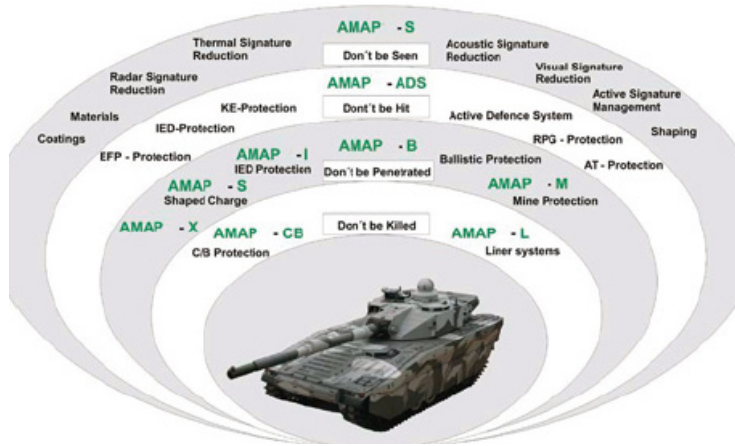 AMAP - S
Thermal Signature
Reduction
Don´t be Seen
Acoustic Signature
Reduction
Radar Signature
Reduction
Visual Signature
Reduction
AMAP - ADS
Active Signature
Management
Materials
KE-Protection
Dont´t be Hit
Active Defence System
Coatings
IED-Protection
RPG - Protection
Shaping
EFP - Protection
AMAP - I
IED Protection
AMAP - B
Don´t be Penetrated
Ballistic Protection
AT - Protection
AMAP - S
Shaped Charge
AMAP - M
Mine Protection
AMAP - X
AMAP - CB
C/B Protection
Don´t be Killed
AMAP - L
Liner systems